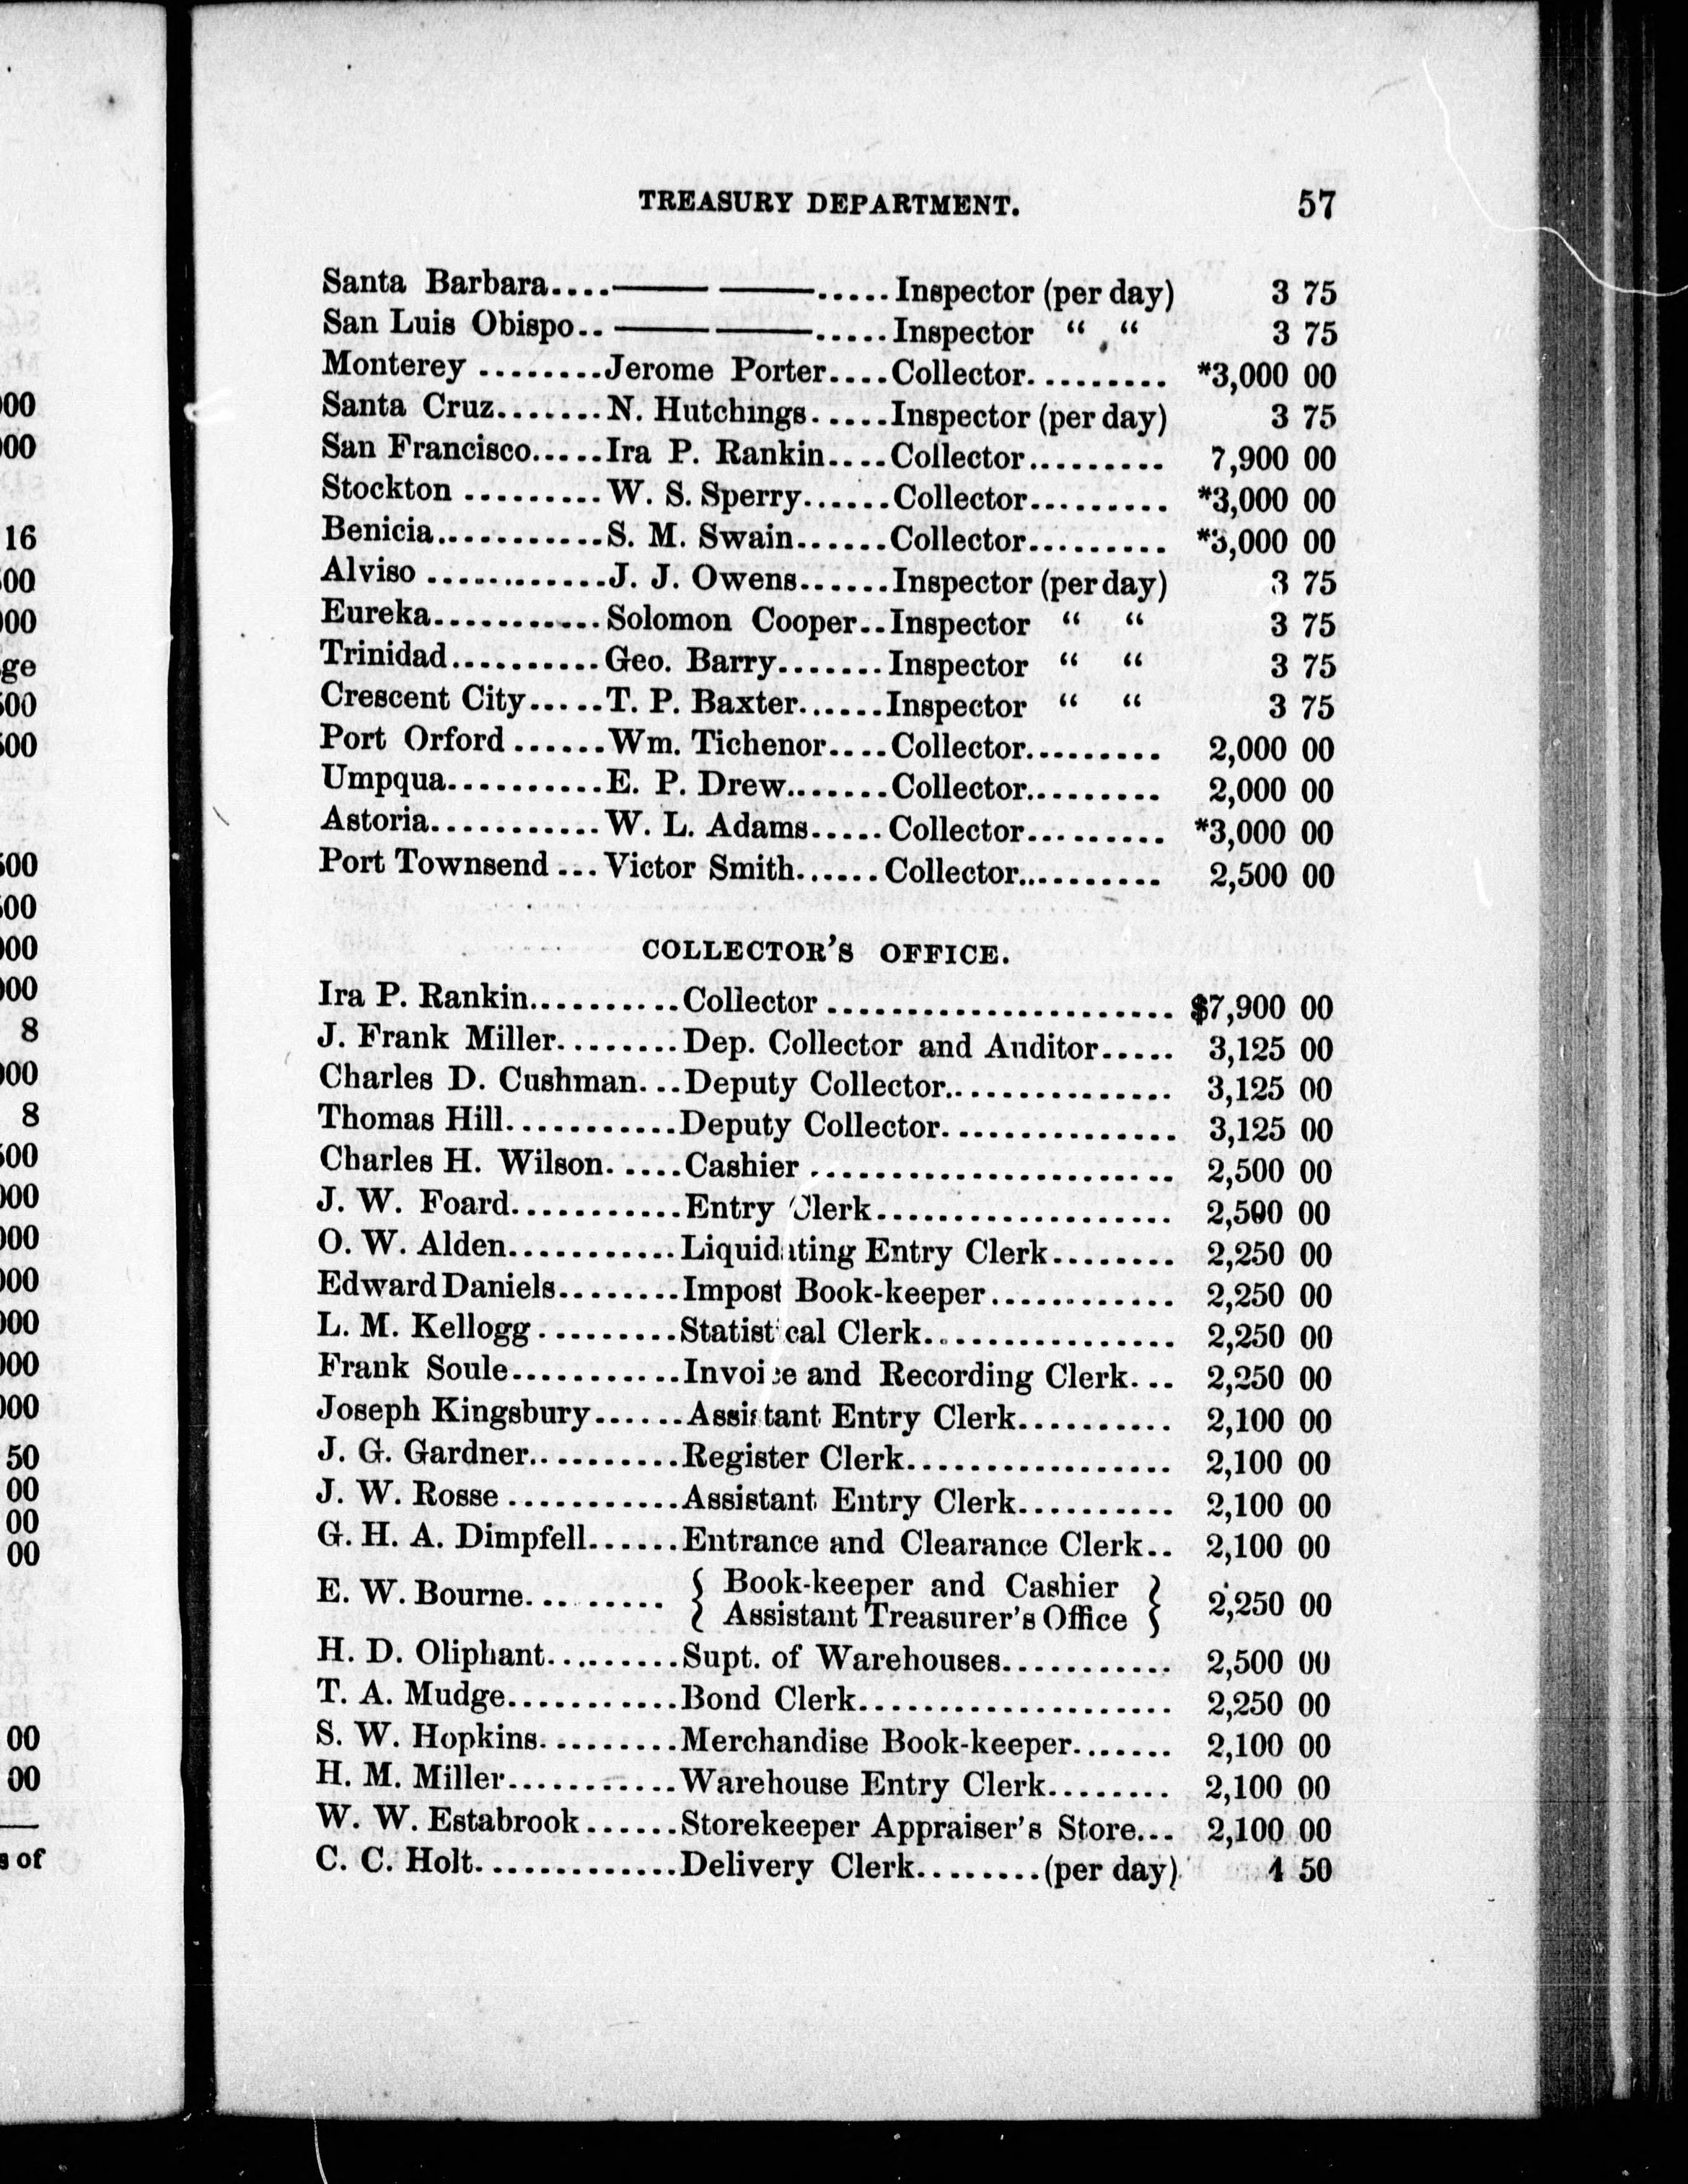 TREASURY DEPARTMENT. 57
Santa Barbara....—— ——.....Inspector (per day) 3 75
San Luis Obispo..—— ——.....Inspector “ “ 3 75
Monterey ........Jerome Porter....Collector.......... *3,000 00
Santa Cruz.......N. Hutchings.....Inspector (per day) 3 75
San Francisco.....Ira P. Rankin....Collector......... 7,900 00
Stockton .........W. S. Sperry......Collector......... *3,000 00
Benicia...........S. M. Swain......Collector......... *3,000 00
Alviso ............J. J. Owens......Inspector (per day) 3 75
Eureka...........Solomon Cooper..Inspector “ “ 3 75
Trinidad..........Geo. Barry.......Inspector “ “ 3 75
Crescent City.....T. P. Baxter......Inspector “ “ 3 75
Port Orford ......Wm. Tichenor....Collector......... 2,000 00
Umpqua..........E. P. Drew.......Collector......... 2,000 00
Astoria...........W. L. Adams.....Collector......... *3,000 00
Port Townsend ...Victor Smith......Collector.......... 2,500 00
COLLECTOR'S OFFICE.
Ira P. Rankin..........Collector ...................... $7,900 00
J. Frank Miller........Dep. Collector and Auditor..... 3,125 00
Charles D. Cushman...Deputy Collector............... 3,125 00
Thomas Hill...........Deputy Collector............... 3,125 00
Charles H. Wilson.....Cashier ....................... 2,500 00
J. W. Foard...........Entry Clerk................... 2,500 00
O. W. Alden...........Liquidating Entry Clerk........ 2,250 00
Edward Daniels........Impost Book-keeper............ 2,250 00
L. M. Kellogg .........Statistical Clerk................ 2,250 00
Frank Soule...........Invoice and Recording Clerk... 2,250 00
Joseph Kingsbury......Assistant Entry Clerk.......... 2,100 00
J. G. Gardner..........Register Clerk................. 2,100 00
J. W. Rosse ...........Assistant Entry Clerk.......... 2,100 00
G. H. A. Dimpfell......Entrance and Clearance Clerk.. 2,100 00
E. W. Bourne......... { Book-keeper and Cashier
Assistant Treasurer's Office } 2,250 00
H. D. Oliphant.........Supt. of Warehouses........... 2,500 00
T. A. Mudge...........Bond Clerk.................... 2,250 00
S. W. Hopkins.........Merchandise Book-keeper....... 2,100 00
H. M. Miller...........Warehouse Entry Clerk........ 2,100 00
W. W. Estabrook......Storekeeper Appraiser's Store... 2,100 00
C. C. Holt.............Delivery Clerk........(per day) 4 50